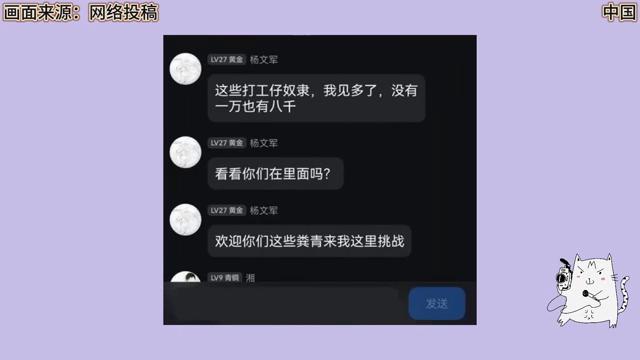 画面来源：网络投稿
中国
LV27 黄金 杨文军
这些打工仔奴隶，我见多了，没有
一万也有八千
LV27 黄金 杨文军
看看你们在里面吗？
LV27 黄金 杨文军
欢迎你们这些粪青来我这里挑战
LV9 青铜 湘
发送